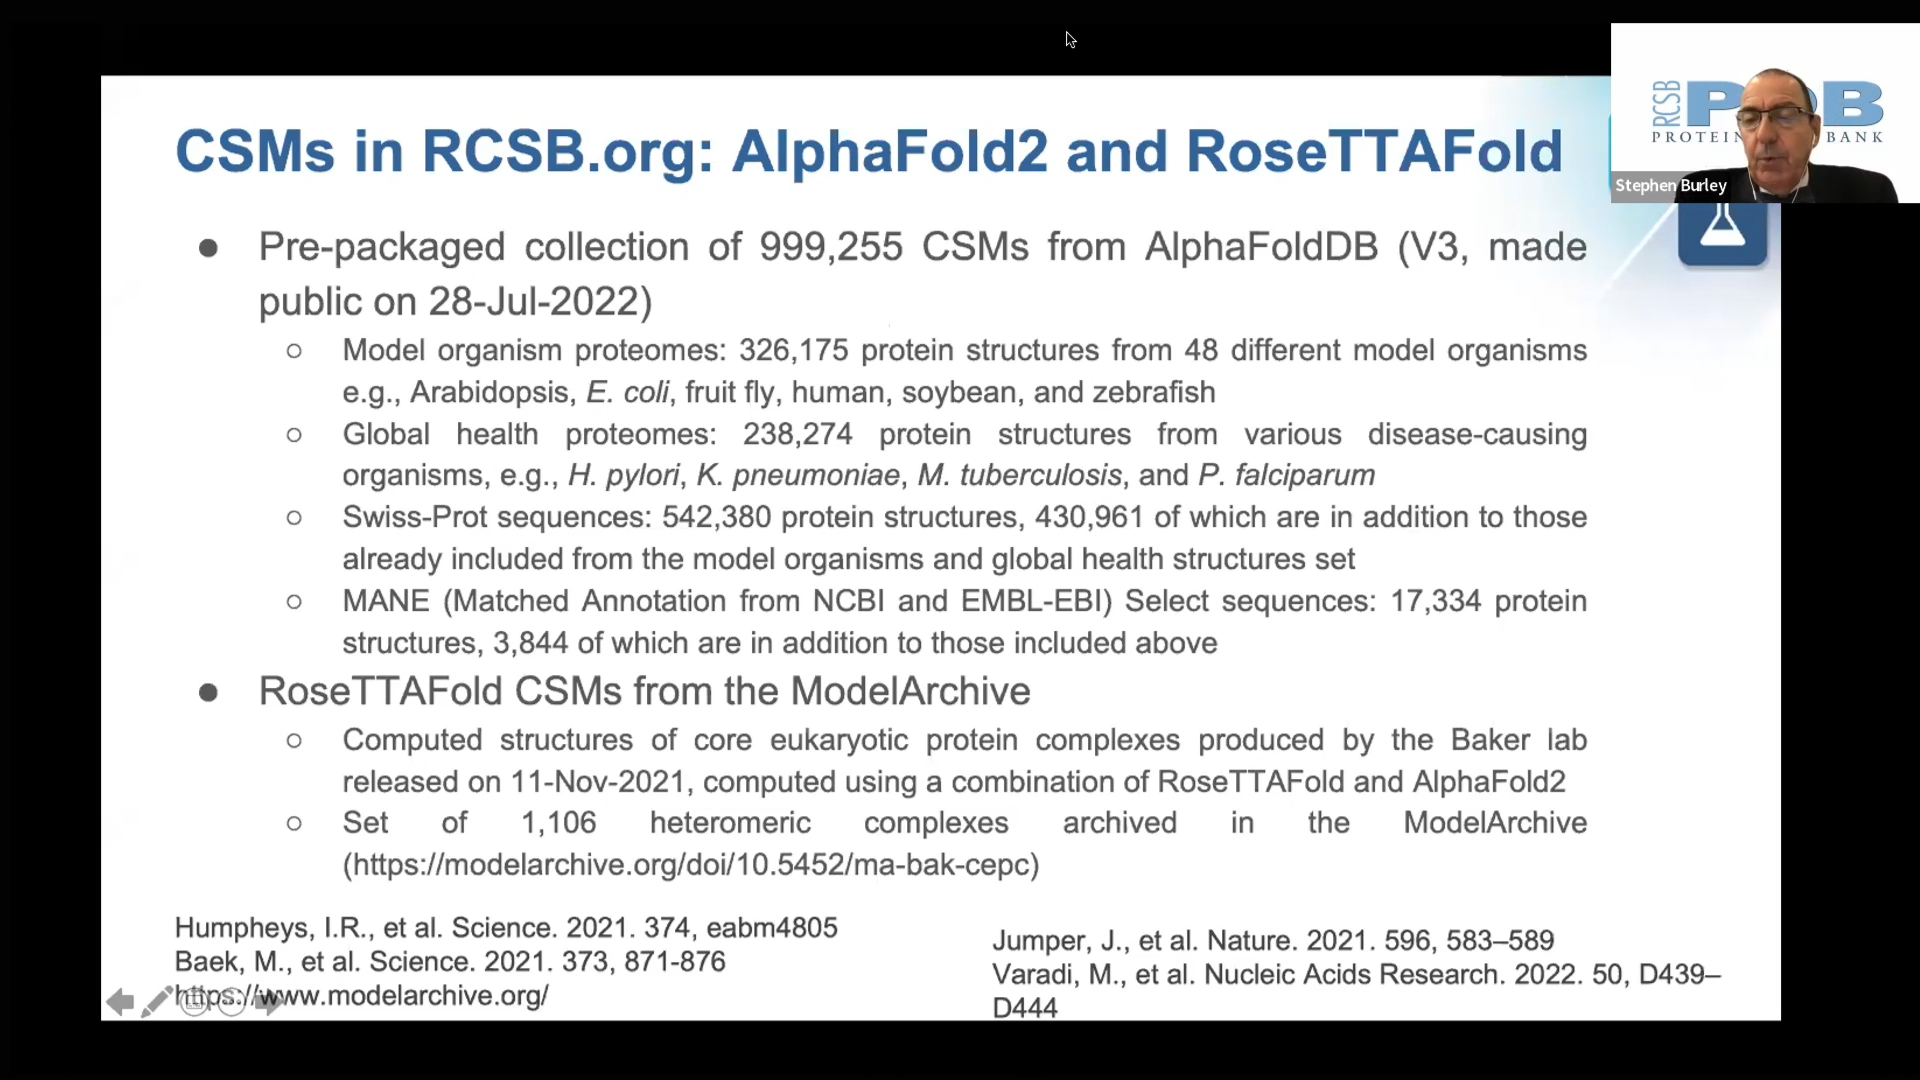 RCSB
P B
PROTEIN BANK
Stephen Burley
CSMs in RCSB.org: AlphaFold2 and RoseTTAFold
● Pre-packaged collection of 999,255 CSMs from AlphaFoldDB (V3, made
public on 28-Jul-2022)
○ Model organism proteomes: 326,175 protein structures from 48 different model organisms
e.g., Arabidopsis, E. coli, fruit fly, human, soybean, and zebrafish
○ Global health proteomes: 238,274 protein structures from various disease-causing
organisms, e.g., H. pylori, K. pneumoniae, M. tuberculosis, and P. falciparum
○ Swiss-Prot sequences: 542,380 protein structures, 430,961 of which are in addition to those
already included from the model organisms and global health structures set
○ MANE (Matched Annotation from NCBI and EMBL-EBI) Select sequences: 17,334 protein
structures, 3,844 of which are in addition to those included above
● RoseTTAFold CSMs from the ModelArchive
○ Computed structures of core eukaryotic protein complexes produced by the Baker lab
released on 11-Nov-2021, computed using a combination of RoseTTAFold and AlphaFold2
○ Set of 1,106 heteromeric complexes archived in the ModelArchive
(https://modelarchive.org/doi/10.5452/ma-bak-cepc)
Humpheys, I.R., et al. Science. 2021. 374, eabm4805
Baek, M., et al. Science. 2021. 373, 871-876
https://www.modelarchive.org/
Jumper, J., et al. Nature. 2021. 596, 583–589
Varadi, M., et al. Nucleic Acids Research. 2022. 50, D439–
D444